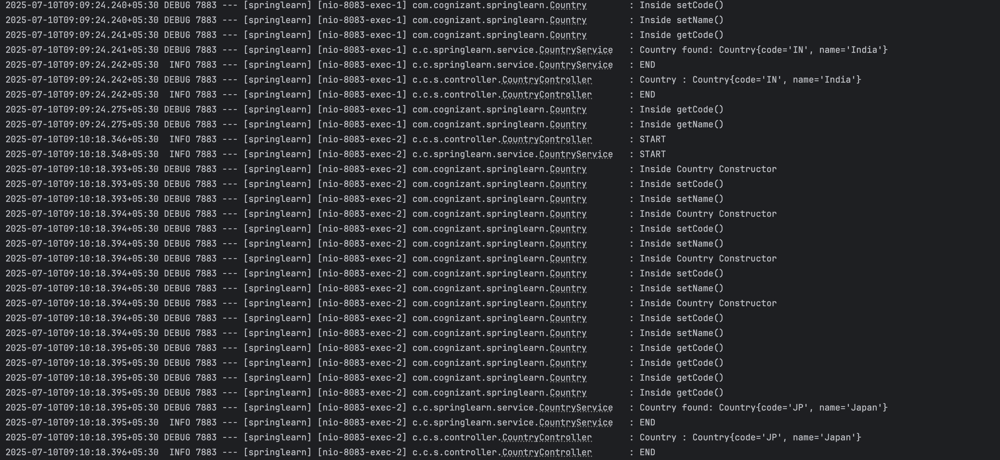 2025-07-10T09:09:24.240+05:30 DEBUG 7883 --- [springlearn] [nio-8083-exec-1] com.cognizant.springlearn.Country        : Inside setCode()
2025-07-10T09:09:24.240+05:30 DEBUG 7883 --- [springlearn] [nio-8083-exec-1] com.cognizant.springlearn.Country        : Inside setName()
2025-07-10T09:09:24.241+05:30 DEBUG 7883 --- [springlearn] [nio-8083-exec-1] com.cognizant.springlearn.Country        : Inside getCode()
2025-07-10T09:09:24.241+05:30 DEBUG 7883 --- [springlearn] [nio-8083-exec-1] c.c.springlearn.service.CountryService   : Country found: Country{code='IN', name='India'}
2025-07-10T09:09:24.242+05:30  INFO 7883 --- [springlearn] [nio-8083-exec-1] c.c.springlearn.service.CountryService   : END
2025-07-10T09:09:24.242+05:30 DEBUG 7883 --- [springlearn] [nio-8083-exec-1] c.c.s.controller.CountryController       : Country : Country{code='IN', name='India'}
2025-07-10T09:09:24.242+05:30  INFO 7883 --- [springlearn] [nio-8083-exec-1] c.c.s.controller.CountryController       : END
2025-07-10T09:09:24.275+05:30 DEBUG 7883 --- [springlearn] [nio-8083-exec-1] com.cognizant.springlearn.Country        : Inside getCode()
2025-07-10T09:09:24.275+05:30 DEBUG 7883 --- [springlearn] [nio-8083-exec-1] com.cognizant.springlearn.Country        : Inside getName()
2025-07-10T09:10:18.346+05:30  INFO 7883 --- [springlearn] [nio-8083-exec-2] c.c.s.controller.CountryController       : START
2025-07-10T09:10:18.348+05:30  INFO 7883 --- [springlearn] [nio-8083-exec-2] c.c.springlearn.service.CountryService   : START
2025-07-10T09:10:18.393+05:30 DEBUG 7883 --- [springlearn] [nio-8083-exec-2] com.cognizant.springlearn.Country        : Inside Country Constructor
2025-07-10T09:10:18.393+05:30 DEBUG 7883 --- [springlearn] [nio-8083-exec-2] com.cognizant.springlearn.Country        : Inside setCode()
2025-07-10T09:10:18.393+05:30 DEBUG 7883 --- [springlearn] [nio-8083-exec-2] com.cognizant.springlearn.Country        : Inside setName()
2025-07-10T09:10:18.394+05:30 DEBUG 7883 --- [springlearn] [nio-8083-exec-2] com.cognizant.springlearn.Country        : Inside Country Constructor
2025-07-10T09:10:18.394+05:30 DEBUG 7883 --- [springlearn] [nio-8083-exec-2] com.cognizant.springlearn.Country        : Inside setCode()
2025-07-10T09:10:18.394+05:30 DEBUG 7883 --- [springlearn] [nio-8083-exec-2] com.cognizant.springlearn.Country        : Inside setName()
2025-07-10T09:10:18.394+05:30 DEBUG 7883 --- [springlearn] [nio-8083-exec-2] com.cognizant.springlearn.Country        : Inside Country Constructor
2025-07-10T09:10:18.394+05:30 DEBUG 7883 --- [springlearn] [nio-8083-exec-2] com.cognizant.springlearn.Country        : Inside setCode()
2025-07-10T09:10:18.394+05:30 DEBUG 7883 --- [springlearn] [nio-8083-exec-2] com.cognizant.springlearn.Country        : Inside setName()
2025-07-10T09:10:18.394+05:30 DEBUG 7883 --- [springlearn] [nio-8083-exec-2] com.cognizant.springlearn.Country        : Inside Country Constructor
2025-07-10T09:10:18.394+05:30 DEBUG 7883 --- [springlearn] [nio-8083-exec-2] com.cognizant.springlearn.Country        : Inside setCode()
2025-07-10T09:10:18.394+05:30 DEBUG 7883 --- [springlearn] [nio-8083-exec-2] com.cognizant.springlearn.Country        : Inside setName()
2025-07-10T09:10:18.395+05:30 DEBUG 7883 --- [springlearn] [nio-8083-exec-2] com.cognizant.springlearn.Country        : Inside getCode()
2025-07-10T09:10:18.395+05:30 DEBUG 7883 --- [springlearn] [nio-8083-exec-2] com.cognizant.springlearn.Country        : Inside getCode()
2025-07-10T09:10:18.395+05:30 DEBUG 7883 --- [springlearn] [nio-8083-exec-2] com.cognizant.springlearn.Country        : Inside getCode()
2025-07-10T09:10:18.395+05:30 DEBUG 7883 --- [springlearn] [nio-8083-exec-2] com.cognizant.springlearn.Country        : Inside getCode()
2025-07-10T09:10:18.395+05:30 DEBUG 7883 --- [springlearn] [nio-8083-exec-2] c.c.springlearn.service.CountryService   : Country found: Country{code='JP', name='Japan'}
2025-07-10T09:10:18.395+05:30  INFO 7883 --- [springlearn] [nio-8083-exec-2] c.c.springlearn.service.CountryService   : END
2025-07-10T09:10:18.395+05:30 DEBUG 7883 --- [springlearn] [nio-8083-exec-2] c.c.s.controller.CountryController       : Country : Country{code='JP', name='Japan'}
2025-07-10T09:10:18.396+05:30  INFO 7883 --- [springlearn] [nio-8083-exec-2] c.c.s.controller.CountryController       : END